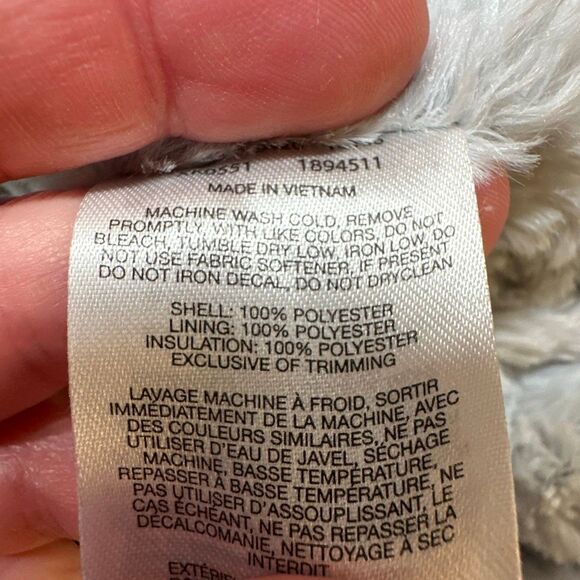 1894511
MADE IN VIETNAM
MACHINE WASH COLD, REMOVE
PROMPTLY, WITH LIKE COLORS, DO NOT
BLEACH, TUMBLE DRY LOW, IRON LOW, DO
NOT USE FABRIC SOFTENER, IF PRESENT
DO NOT IRON DECAL, DO NOT DRYCLEAN
SHELL: 100% POLYESTER
LINING: 100% POLYESTER
INSULATION: 100% POLYESTER
EXCLUSIVE OF TRIMMING
LAVAGE MACHINE À FROID, SORTIR
IMMÉDIATEMENT DE LA MACHINE, AVEC
DES COULEURS SIMILAIRES, NE PAS
UTILISER D'EAU DE JAVEL, SÉCHAGE
MACHINE, BASSE TEMPÉRATURE,
REPASSER À BASSE TEMPÉRATURE, NE
PAS UTILISER D'ASSOUPLISSANT, LE
CAS ÉCHÉANT, NE PAS REPASSER LA
DÉCALCOMANIE, NETTOYAGE À SEC
INTERDIT